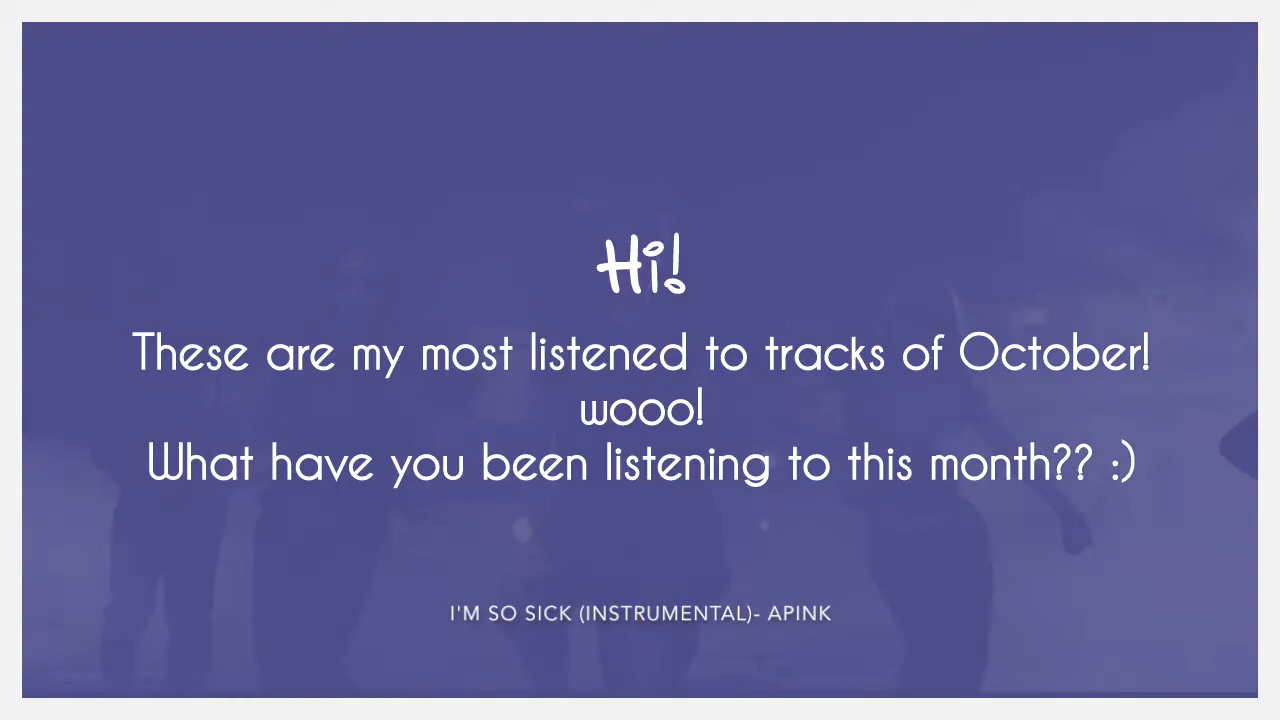 Hi!
These are my most listened to tracks of October!
wooo!
What have you been listening to this month?? :)
I'M SO SICK (INSTRUMENTAL)- APINK